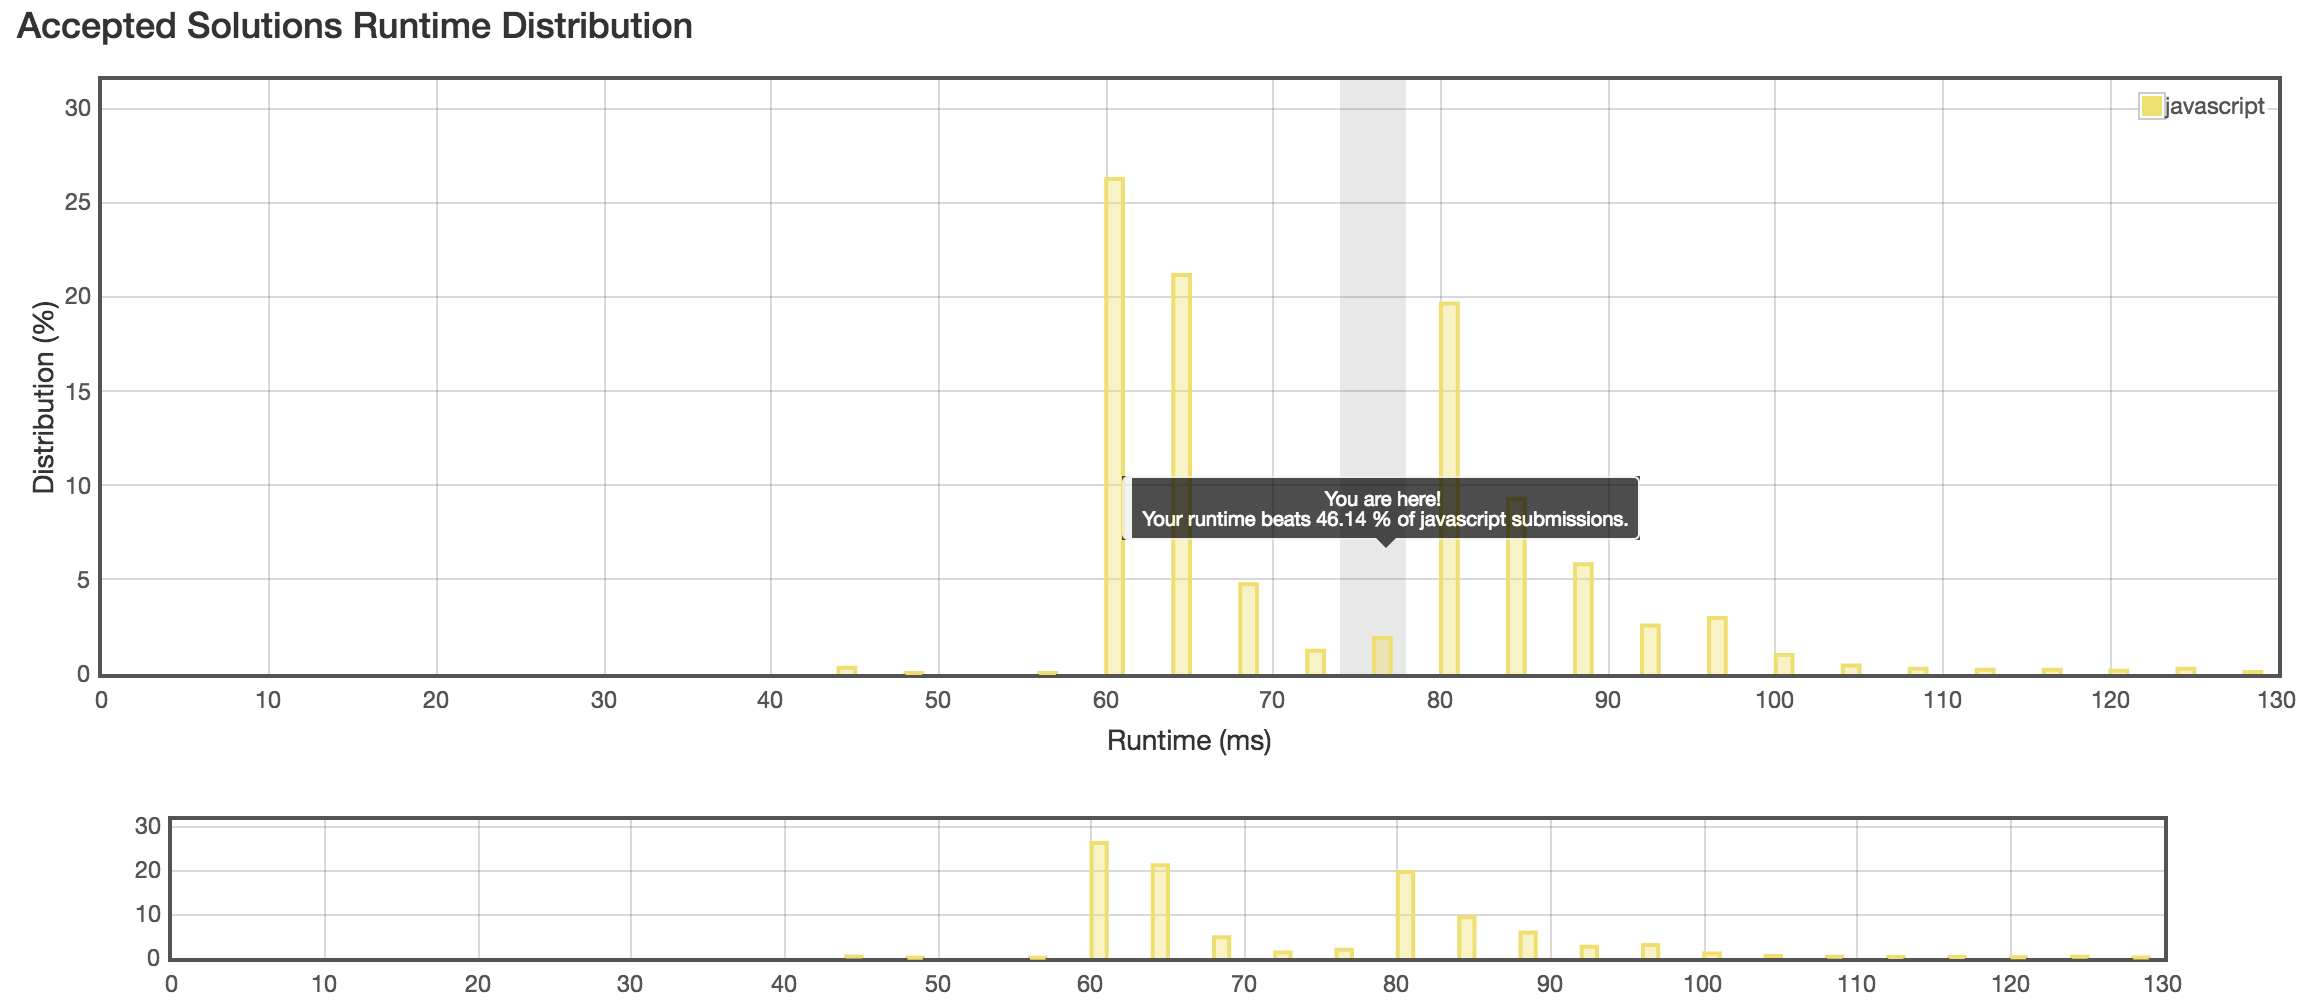 Accepted Solutions Runtime Distribution
30
25
20
15
10
5
0
Distribution (%)
javascript
You are here!
Your runtime beats 46.14 % of javascript submissions.
0 10 20 30 40 50 60 70 80 90 100 110 120 130
Runtime (ms)
30
20
10
0
0 10 20 30 40 50 60 70 80 90 100 110 120 130